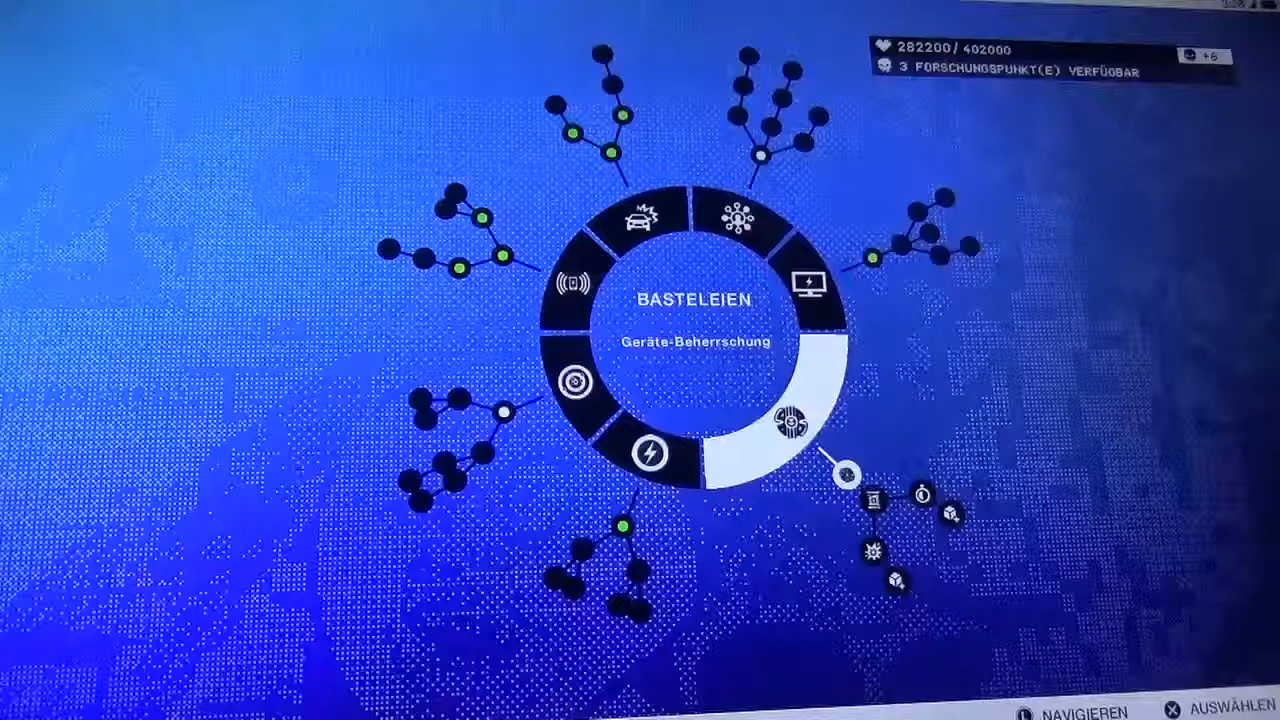 282200/ 402000
+6
3 FORSCHUNGSPUNKT(E) VERFÜGBAR
BASTELEIEN
Geräte-Beherrschung
L NAVIGIEREN
X AUSWÄHLEN